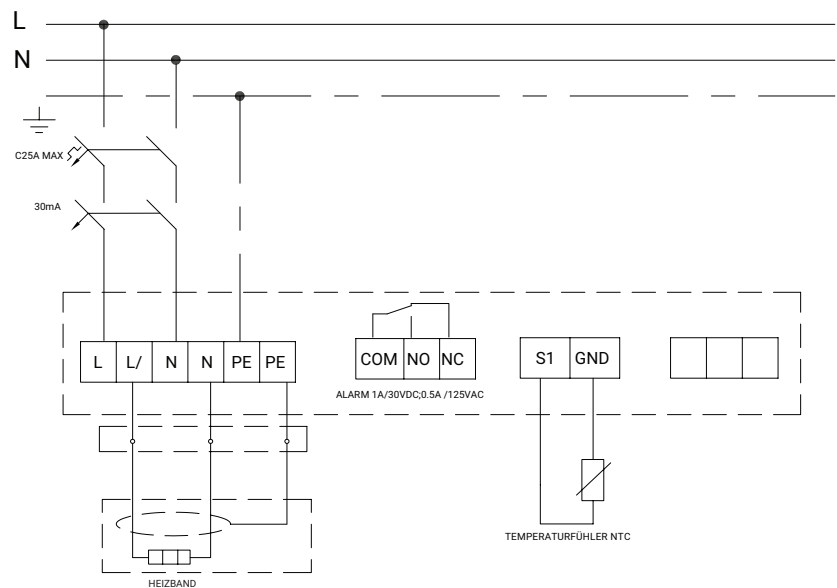 L
N
C25A MAX
30mA
L L/ N N PE PE
COM NO NC
S1 GND
ALARM 1A/30VDC;0.5A /125VAC
TEMPERATURFÜHLER NTC
HEIZBAND